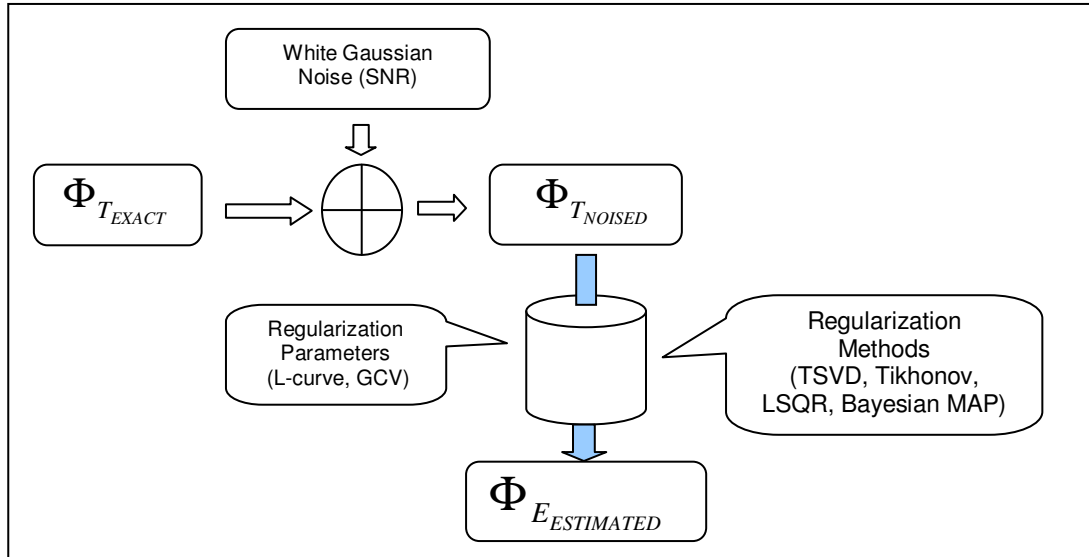 White Gaussian
Noise (SNR)
Φ_{T_{EXACT}}
Φ_{T_{NOISED}}
Regularization
Parameters
(L-curve, GCV)
Regularization
Methods
(TSVD, Tikhonov,
LSQR, Bayesian MAP)
Φ_{E_{ESTIMATED}}